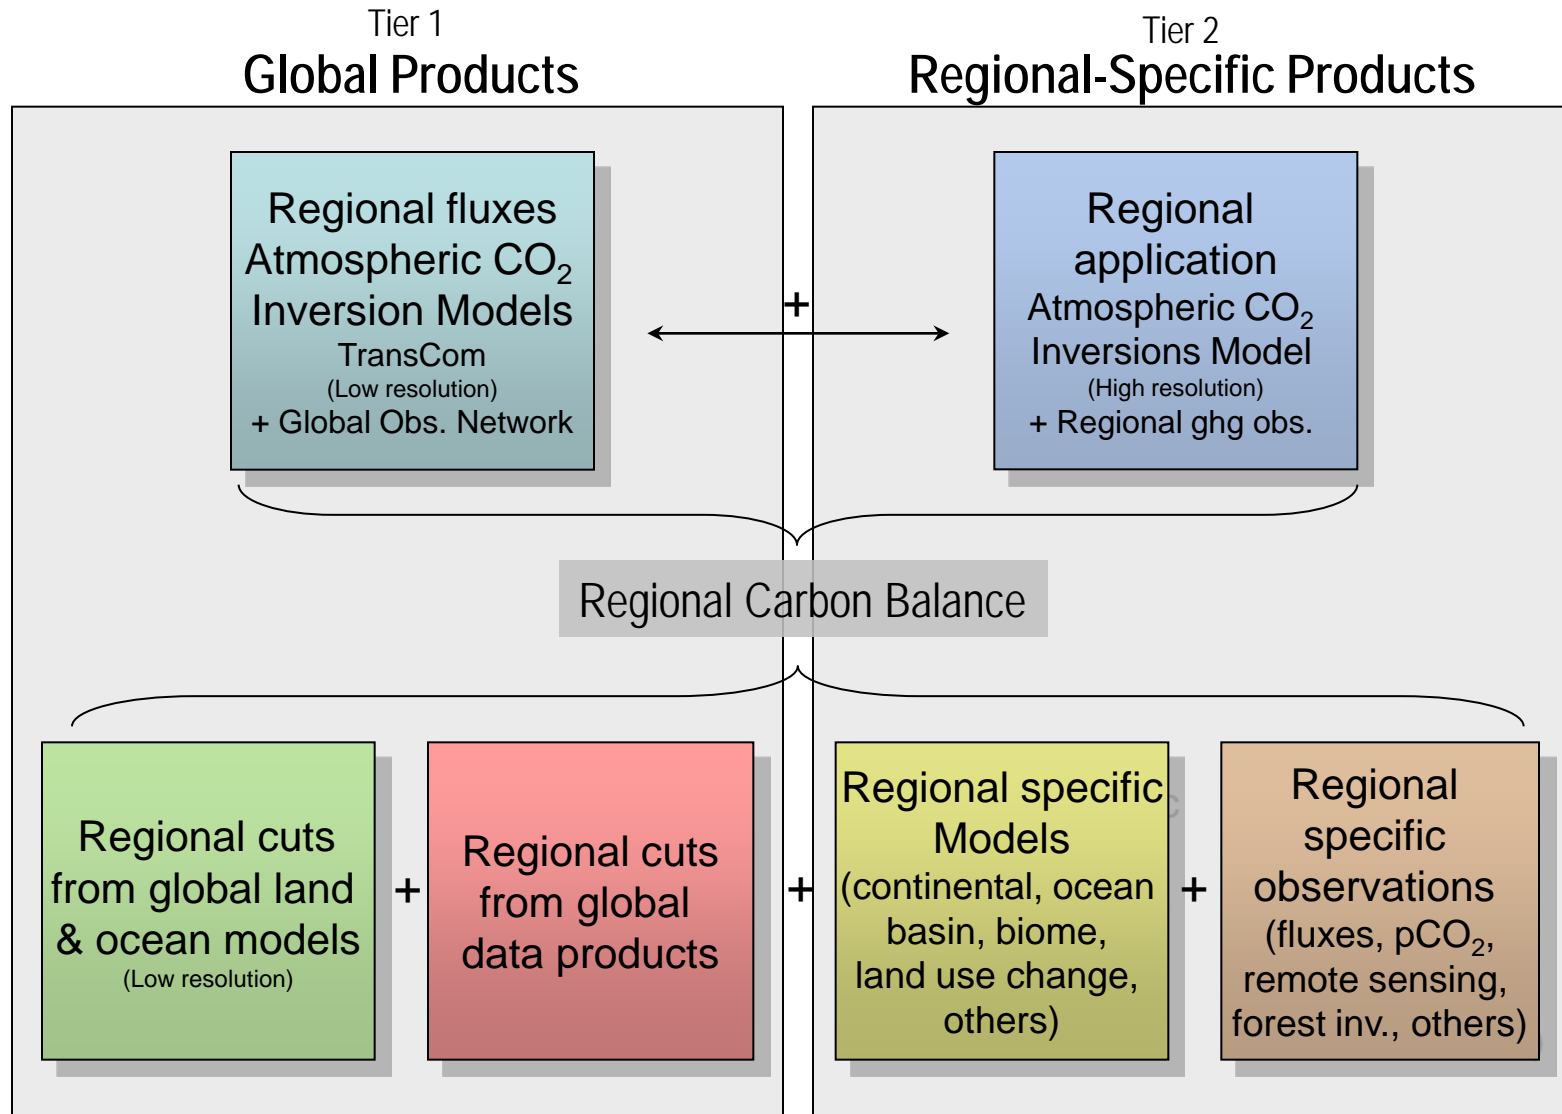 Tier 1
Global Products
Tier 2
Regional-Specific Products
Regional fluxes
Atmospheric CO₂
Inversion Models
TransCom
(Low resolution)
+ Global Obs. Network
+
Regional
application
Atmospheric CO₂
Inversions Model
(High resolution)
+ Regional ghg obs.
Regional Carbon Balance
Regional cuts
from global land
& ocean models
(Low resolution)
+
Regional cuts
from global
data products
+
Regional specific
Models
(continental, ocean
basin, biome,
land use change,
others)
+
Regional
specific
observations
(fluxes, pCO₂,
remote sensing,
forest inv., others)